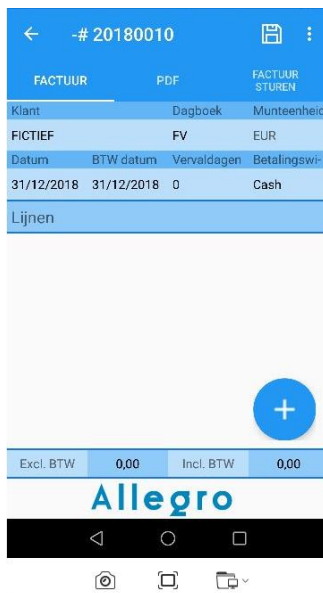 -# 20180010
FACTUUR PDF FACTUUR STUREN
Klant Dagboek Munteenheid
FICTIEF FV EUR
Datum BTW datum Vervaldagen Betalingswi-
31/12/2018 31/12/2018 0 Cash
Lijnen
+
Excl. BTW 0,00 Incl. BTW 0,00
Allegro